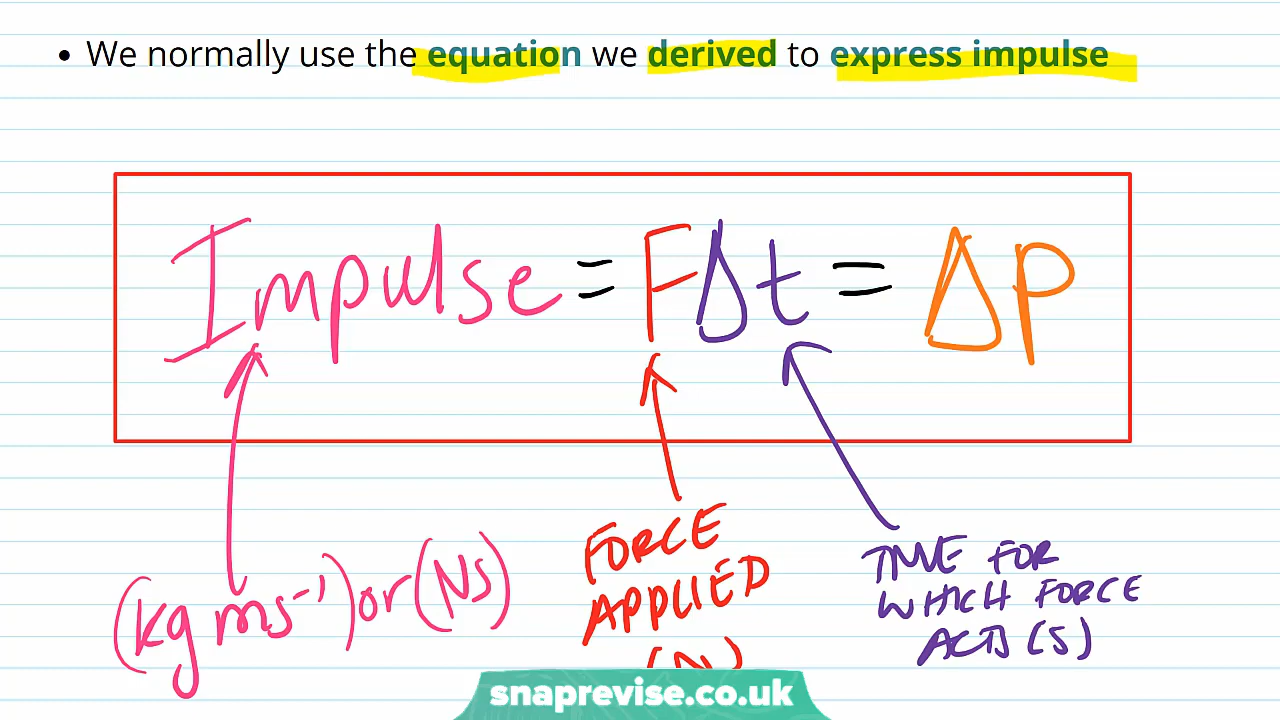 • We normally use the equation we derived to express impulse
Impulse = FΔt = Δp
(kg ms⁻¹) or (Ns)
FORCE
APPLIED
(N)
TIME FOR
WHICH FORCE
ACTS (S)
snaprevise.co.uk